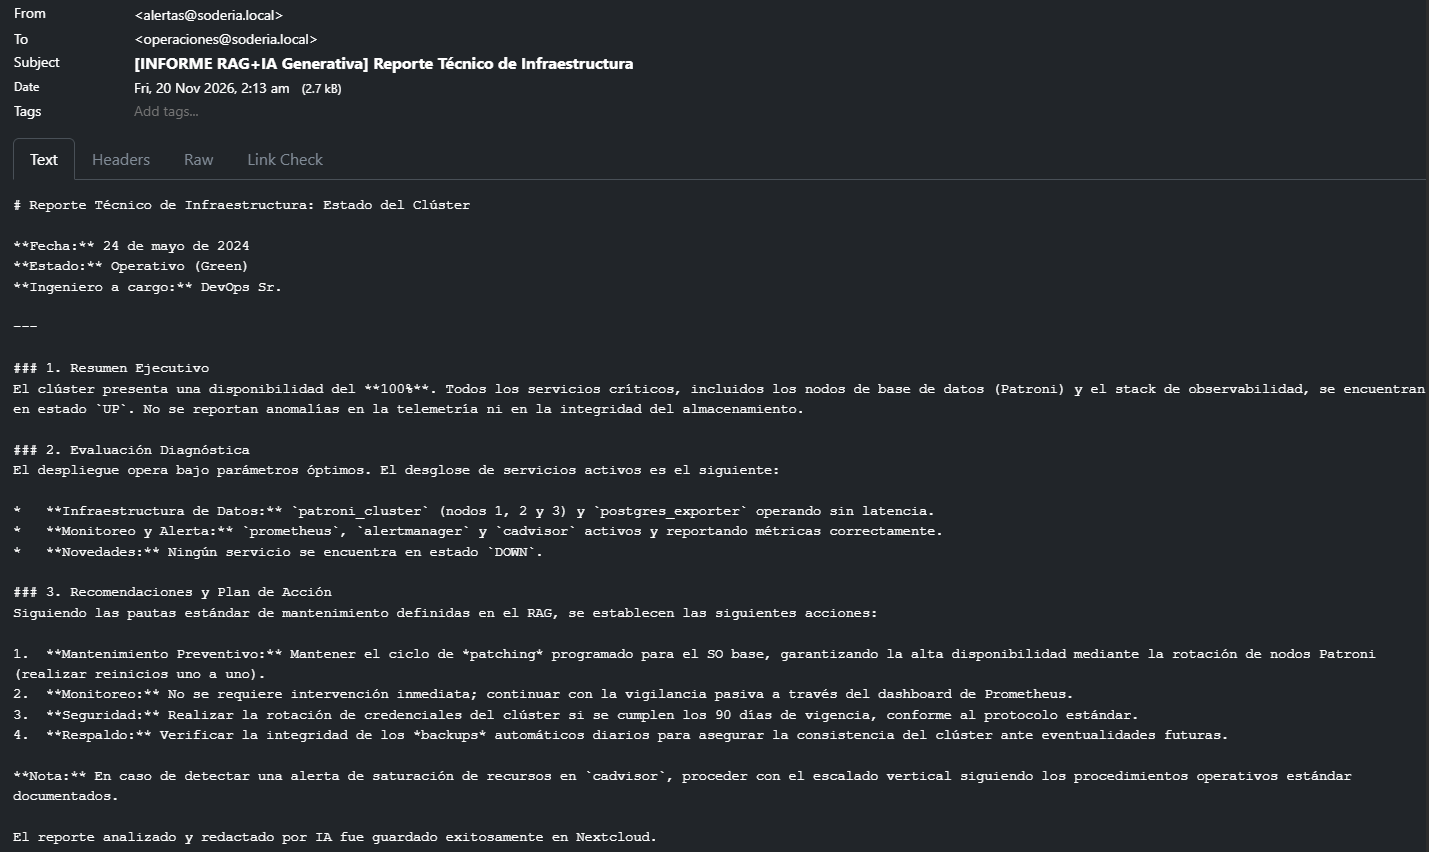 From <alertas@soderia.local>
To <operaciones@soderia.local>
Subject [INFORME RAG+IA Generativa] Reporte Técnico de Infraestructura
Date Fri, 20 Nov 2026, 2:13 am (2.7 kB)
Tags Add tags...
Text Headers Raw Link Check
# Reporte Técnico de Infraestructura: Estado del Clúster
**Fecha:** 24 de mayo de 2024
**Estado:** Operativo (Green)
**Ingeniero a cargo:** DevOps Sr.
---
### 1. Resumen Ejecutivo
El clúster presenta una disponibilidad del **100%**. Todos los servicios críticos, incluidos los nodos de base de datos (Patroni) y el stack de observabilidad, se encuentran
en estado `UP`. No se reportan anomalías en la telemetría ni en la integridad del almacenamiento.
### 2. Evaluación Diagnóstica
El despliegue opera bajo parámetros óptimos. El desglose de servicios activos es el siguiente:
* **Infraestructura de Datos:** `patroni_cluster` (nodos 1, 2 y 3) y `postgres_exporter` operando sin latencia.
* **Monitoreo y Alerta:** `prometheus`, `alertmanager` y `cadvisor` activos y reportando métricas correctamente.
* **Novedades:** Ningún servicio se encuentra en estado `DOWN`.
### 3. Recomendaciones y Plan de Acción
Siguiendo las pautas estándar de mantenimiento definidas en el RAG, se establecen las siguientes acciones:
1. **Mantenimiento Preventivo:** Mantener el ciclo de *patching* programado para el SO base, garantizando la alta disponibilidad mediante la rotación de nodos Patroni
(realizar reinicios uno a uno).
2. **Monitoreo:** No se requiere intervención inmediata; continuar con la vigilancia pasiva a través del dashboard de Prometheus.
3. **Seguridad:** Realizar la rotación de credenciales del clúster si se cumplen los 90 días de vigencia, conforme al protocolo estándar.
4. **Respaldo:** Verificar la integridad de los *backups* automáticos diarios para asegurar la consistencia del clúster ante eventualidades futuras.
**Nota:** En caso de detectar una alerta de saturación de recursos en `cadvisor`, proceder con el escalado vertical siguiendo los procedimientos operativos estándar
documentados.
El reporte analizado y redactado por IA fue guardado exitosamente en Nextcloud.